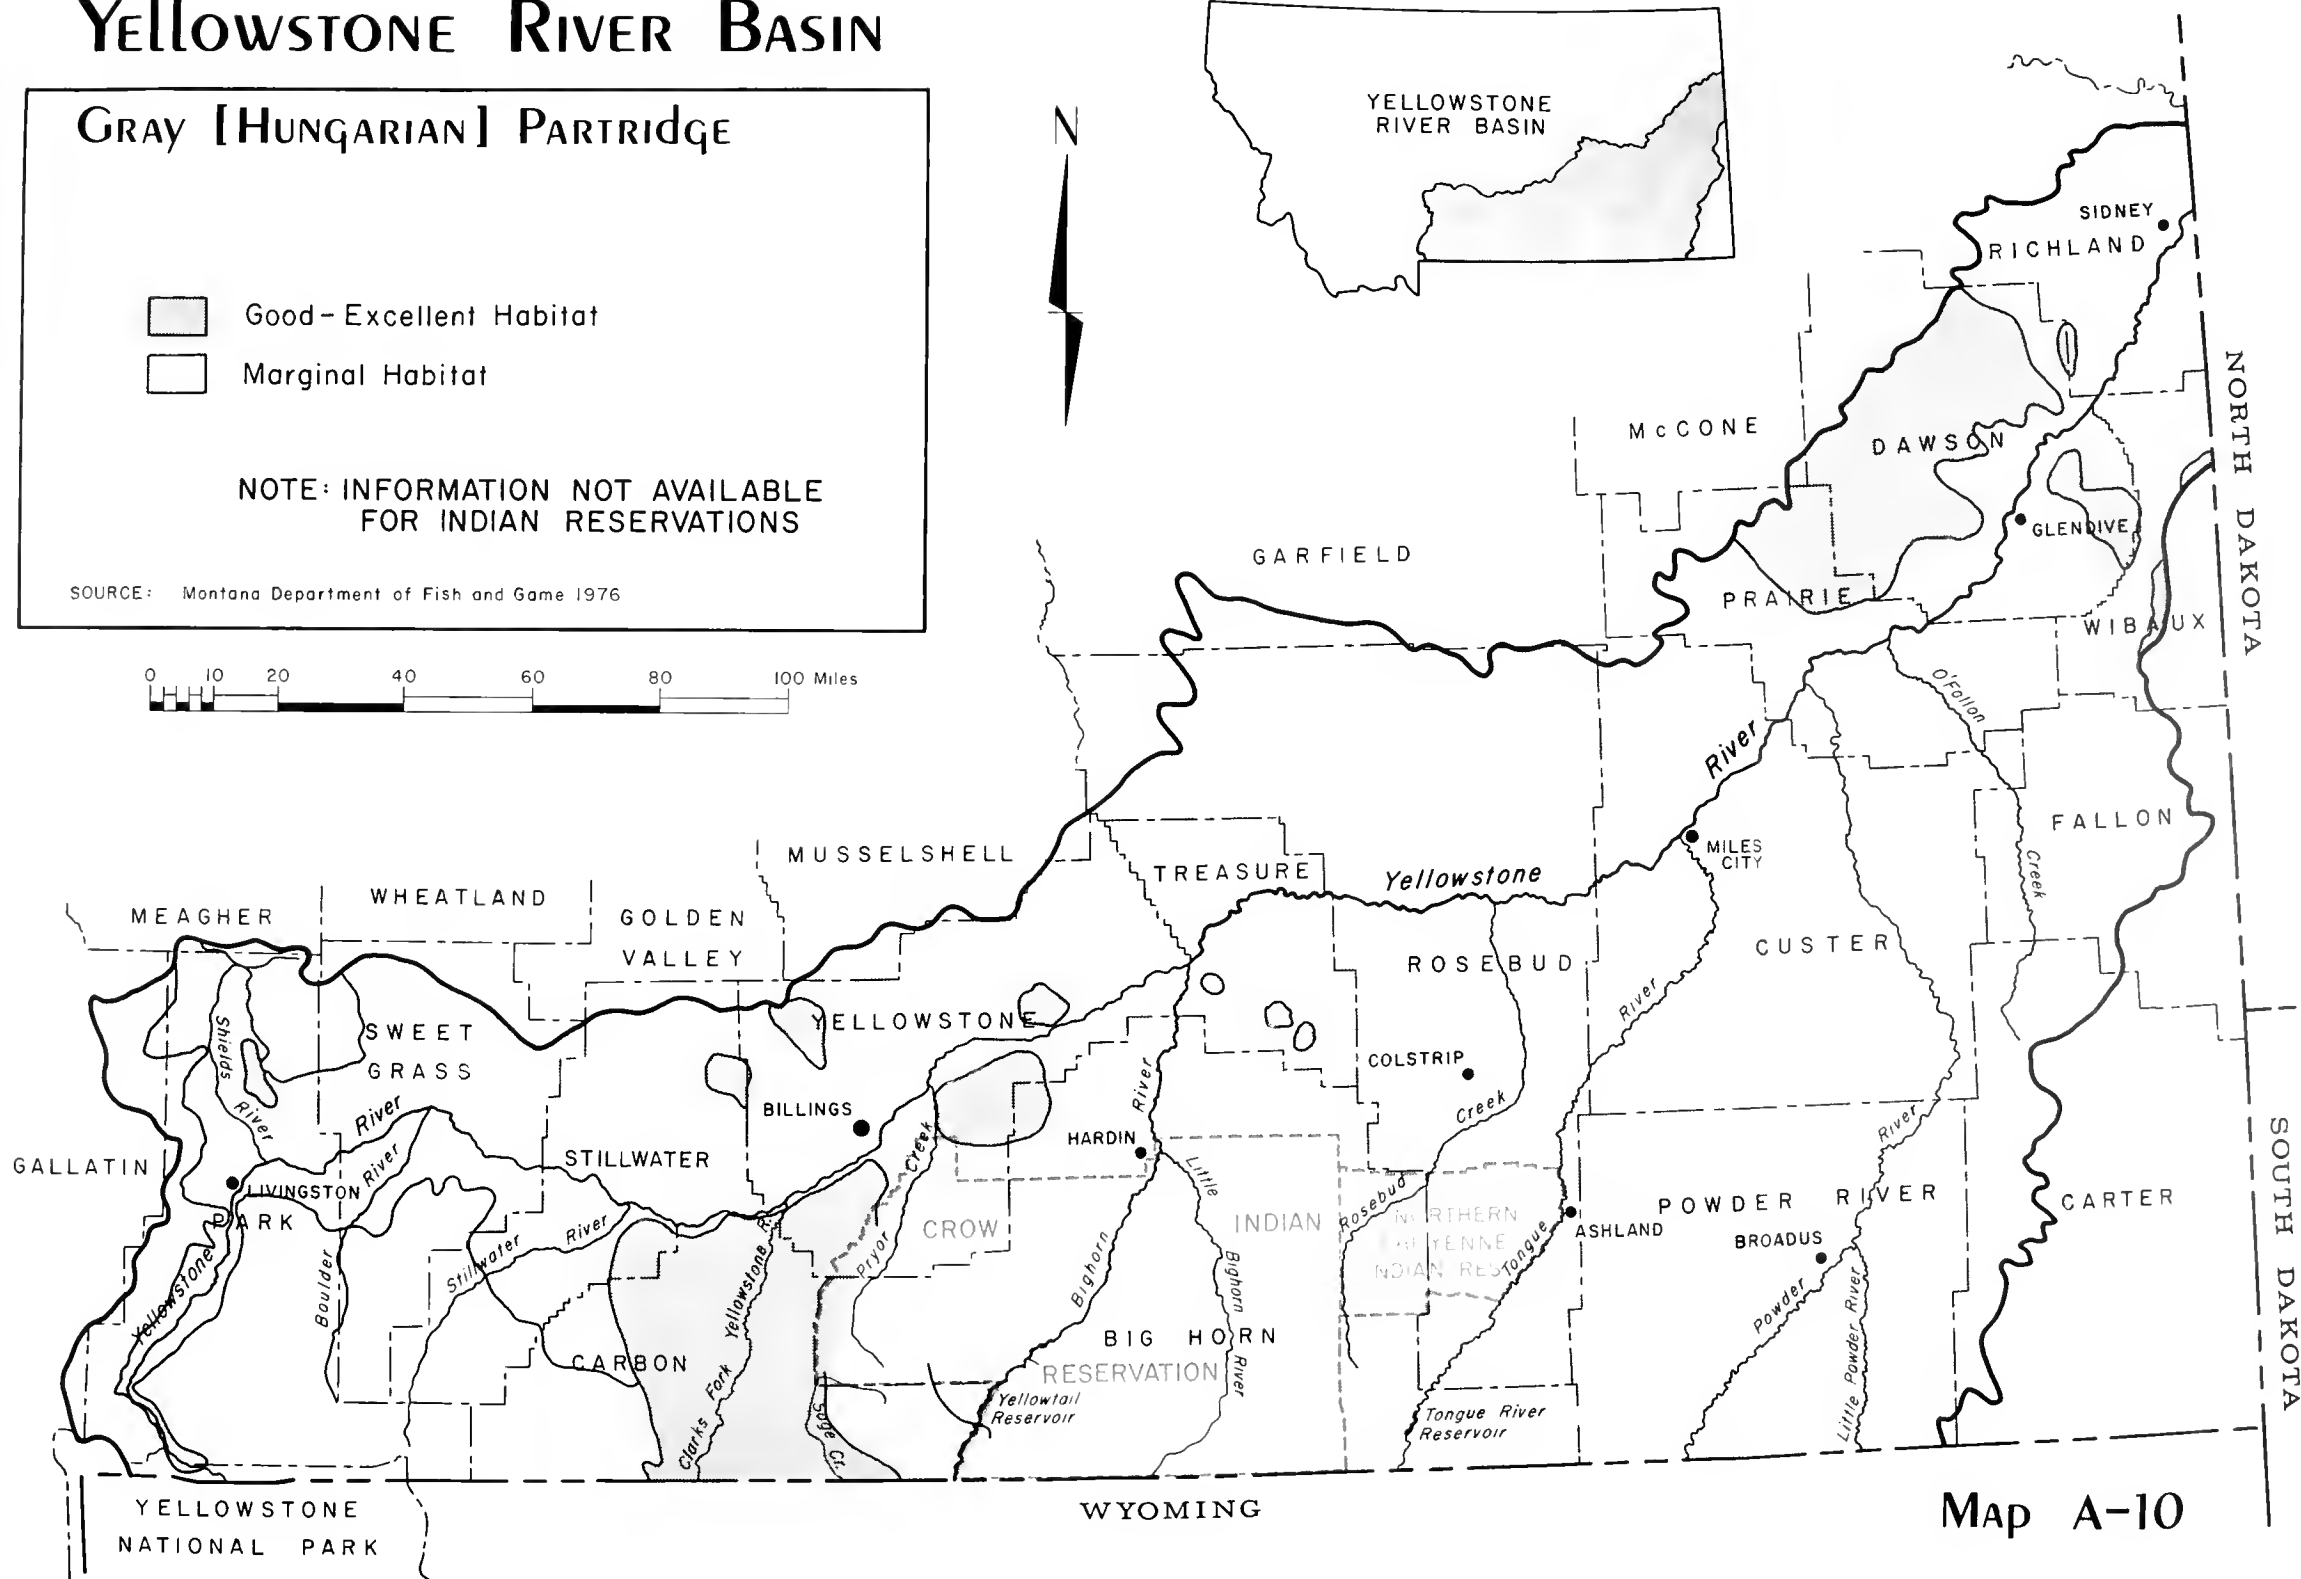 YEllOWSTONE RIVER BASIN
GRAY [HUNGARIAN] PARTRIdGE
Good-Excellent Habitat
Marginal Habitat
NOTE: INFORMATION NOT AVAILABLE
FOR INDIAN RESERVATIONS
SOURCE: Montana Department of Fish and Game 1976
0 10 20 40 60 80 100 Miles
N
YELLOWSTONE
RIVER BASIN
SIDNEY
RICHLAND
NORTH DAKOTA
McCONE
DAWSON
GLENDIVE
GARFIELD
PRAIRIE
WIBAUX
O'Fallon
Creek
River
FALLON
MILES
CITY
MUSSELSHELL
TREASURE
Yellowstone
WHEATLAND
MEAGHER
GOLDEN
VALLEY
ROSEBUD
CUSTER
River
SWEET
GRASS
YELLOWSTONE
Shields
River
COLSTRIP
Creek
Rosebud
BILLINGS
River
River
River
HARDIN
Creek
Pryor
River
GALLATIN
STILLWATER
LIVINGSTON
PARK
Little
Bighorn
River
POWDER RIVER
CARTER
SOUTH DAKOTA
CROW
INDIAN
RESERVATION
NORTHERN
CHEYENNE
INDIAN RES
ASHLAND
BROADUS
Yellowstone
Boulder
Stillwater River
Yellowstone R.
Clarks Fork
Bighorn
Tongue
Powder
Little Powder River
BIG HORN
CARBON
Sage Cr.
Yellowtail
Reservoir
Tongue River
Reservoir
YELLOWSTONE
NATIONAL PARK
WYOMING
MAp A-10